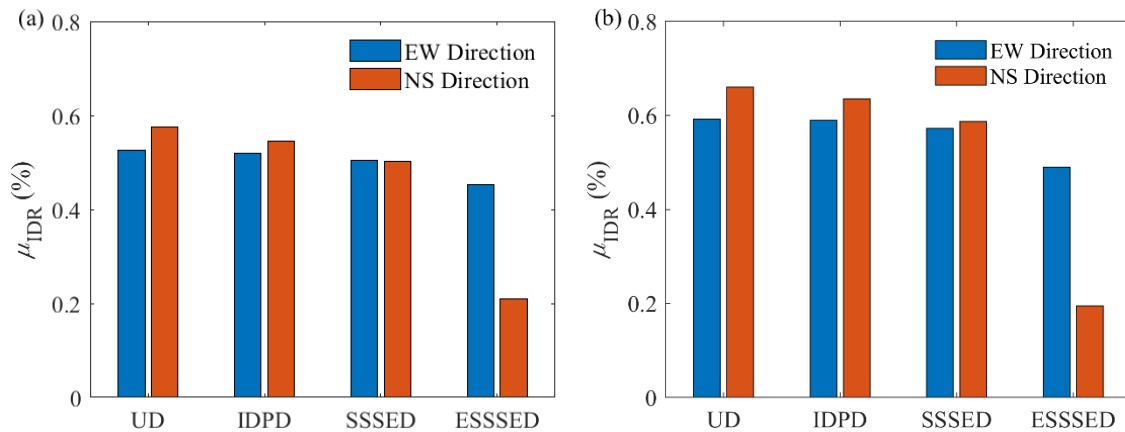 (a)
0.8
0.6
0.4
0.2
0
μIDR (%)
EW Direction
NS Direction
UD IDPD SSSED ESSSED
(b)
0.8
0.6
0.4
0.2
0
μIDR (%)
EW Direction
NS Direction
UD IDPD SSSED ESSSED